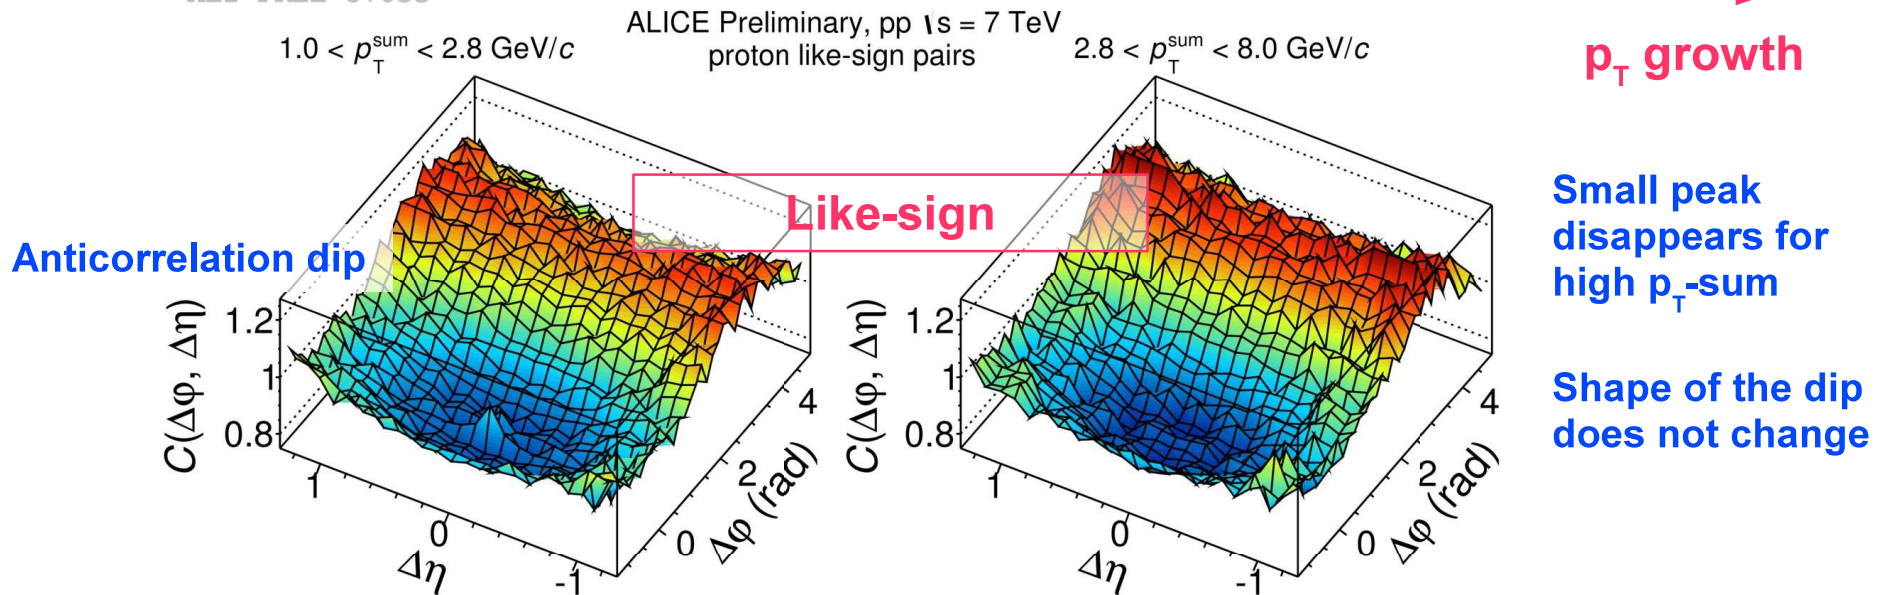 ALICE Preliminary, pp √s = 7 TeV
proton like-sign pairs
1.0 < p_T^sum < 2.8 GeV/c
2.8 < p_T^sum < 8.0 GeV/c
p_T growth
Like-sign
Anticorrelation dip
Small peak
disappears for
high p_T-sum
Shape of the dip
does not change
C(Δφ, Δη)
1.2
1
0.8
1
0
-1
Δη
0
2
4
Δφ (rad)
C(Δφ, Δη)
1.2
1
0.8
1
0
-1
Δη
0
2
4
Δφ (rad)